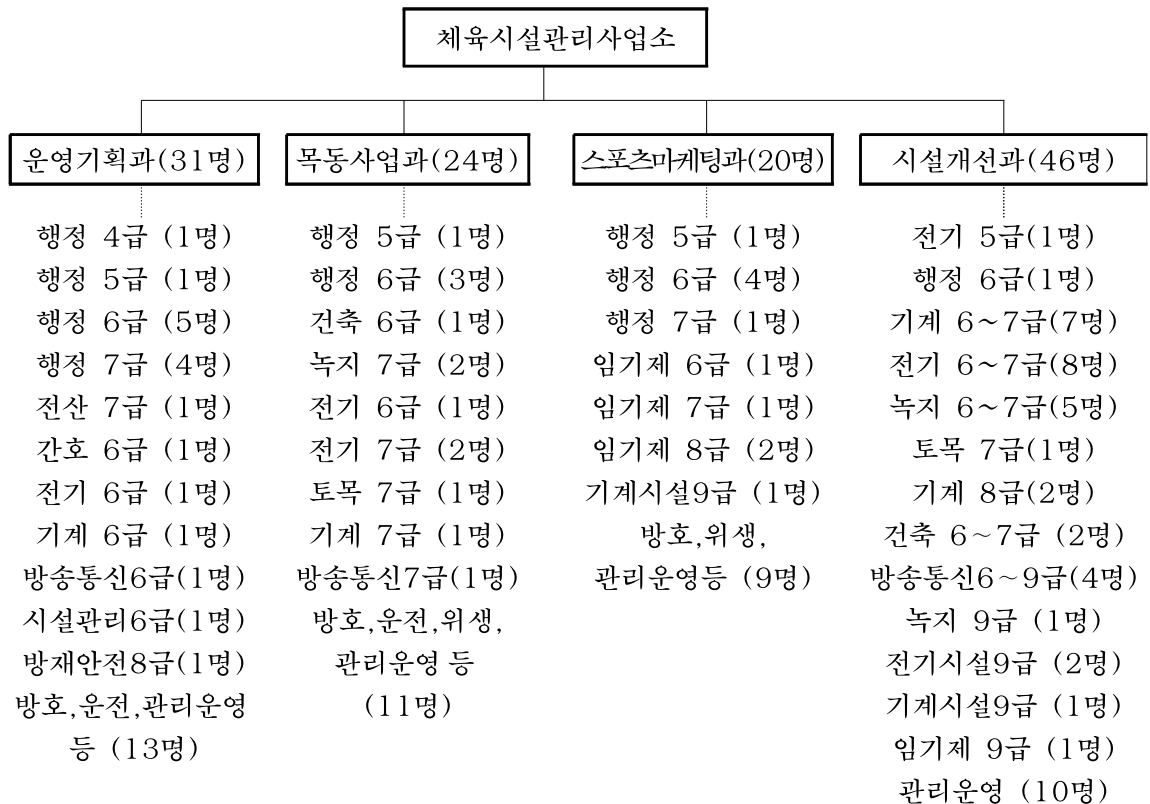 체육시설관리사업소
운영기획과(31명)
행정 4급 (1명)
행정 5급 (1명)
행정 6급 (5명)
행정 7급 (4명)
전산 7급 (1명)
간호 6급 (1명)
전기 6급 (1명)
기계 6급 (1명)
방송통신6급(1명)
시설관리6급(1명)
방재안전8급(1명)
방호,운전,관리운영
등 (13명)
목동사업과(24명)
행정 5급 (1명)
행정 6급 (3명)
건축 6급 (1명)
녹지 7급 (2명)
전기 6급 (1명)
전기 7급 (2명)
토목 7급 (1명)
기계 7급 (1명)
방송통신7급(1명)
방호,운전,위생,
관리운영 등
(11명)
스포츠마케팅과(20명)
행정 5급 (1명)
행정 6급 (4명)
행정 7급 (1명)
임기제 6급 (1명)
임기제 7급 (1명)
임기제 8급 (2명)
기계시설9급 (1명)
방호,위생,
관리운영등 (9명)
시설개선과(46명)
전기 5급(1명)
행정 6급(1명)
기계 6~7급(7명)
전기 6~7급(8명)
녹지 6~7급(5명)
토목 7급(1명)
기계 8급(2명)
건축 6~7급 (2명)
방송통신6~9급(4명)
녹지 9급 (1명)
전기시설9급 (2명)
기계시설9급 (1명)
임기제 9급 (1명)
관리운영 (10명)